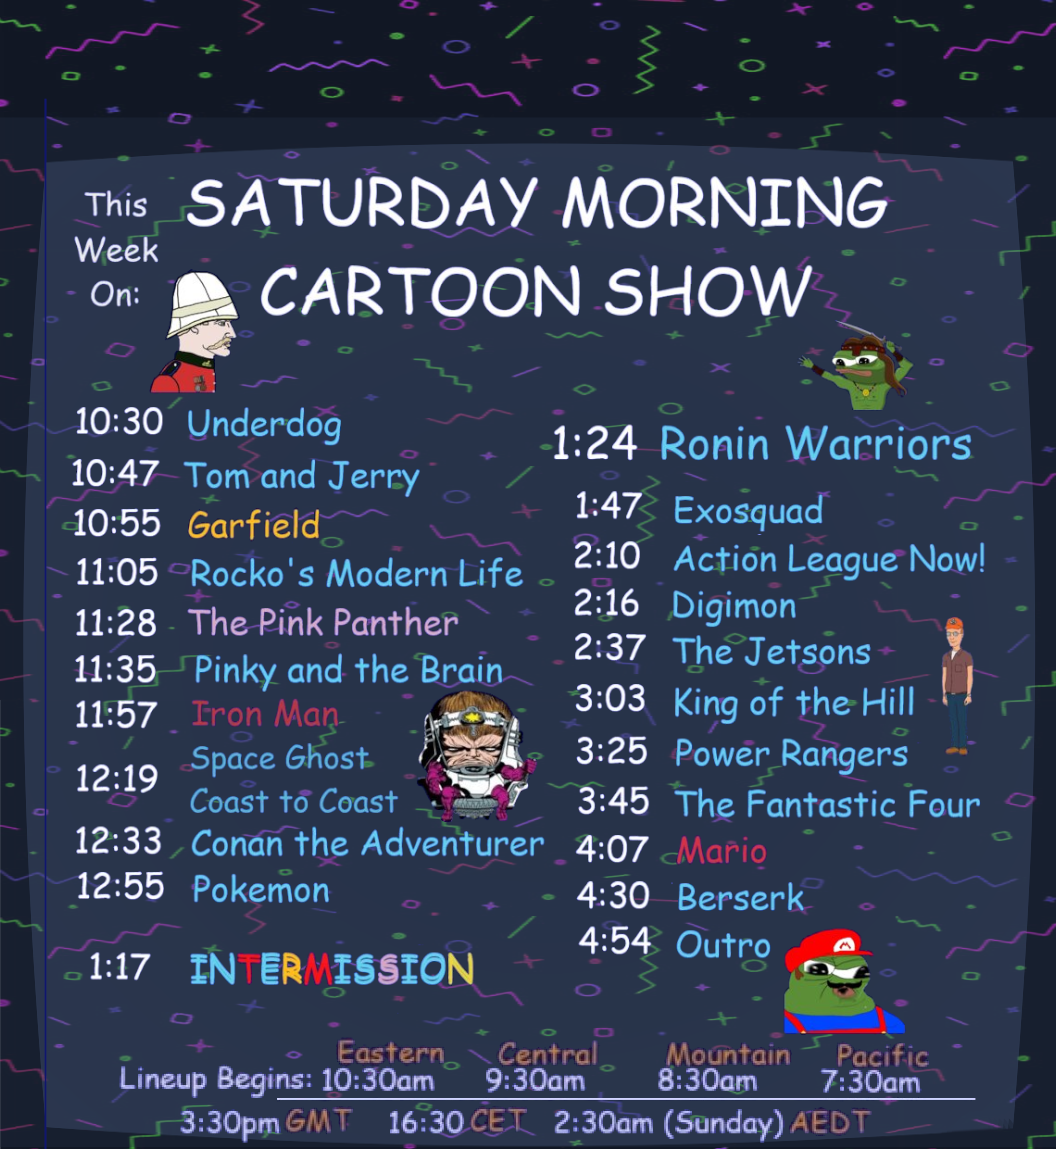 This
Week
On:
SATURDAY MORNING
CARTOON SHOW
10:30 Underdog
10:47 Tom and Jerry
10:55 Garfield
11:05 Rocko's Modern Life
11:28 The Pink Panther
11:35 Pinky and the Brain
11:57 Iron Man
12:19 Space Ghost
Coast to Coast
12:33 Conan the Adventurer
12:55 Pokemon
1:17 INTERMISSION
1:24 Ronin Warriors
1:47 Exosquad
2:10 Action League Now!
2:16 Digimon
2:37 The Jetsons
3:03 King of the Hill
3:25 Power Rangers
3:45 The Fantastic Four
4:07 Mario
4:30 Berserk
4:54 Outro
M
Eastern Central Mountain Pacific
Lineup Begins: 10:30am 9:30am 8:30am 7:30am
3:30pm GMT 16:30 CET 2:30am (Sunday) AEDT